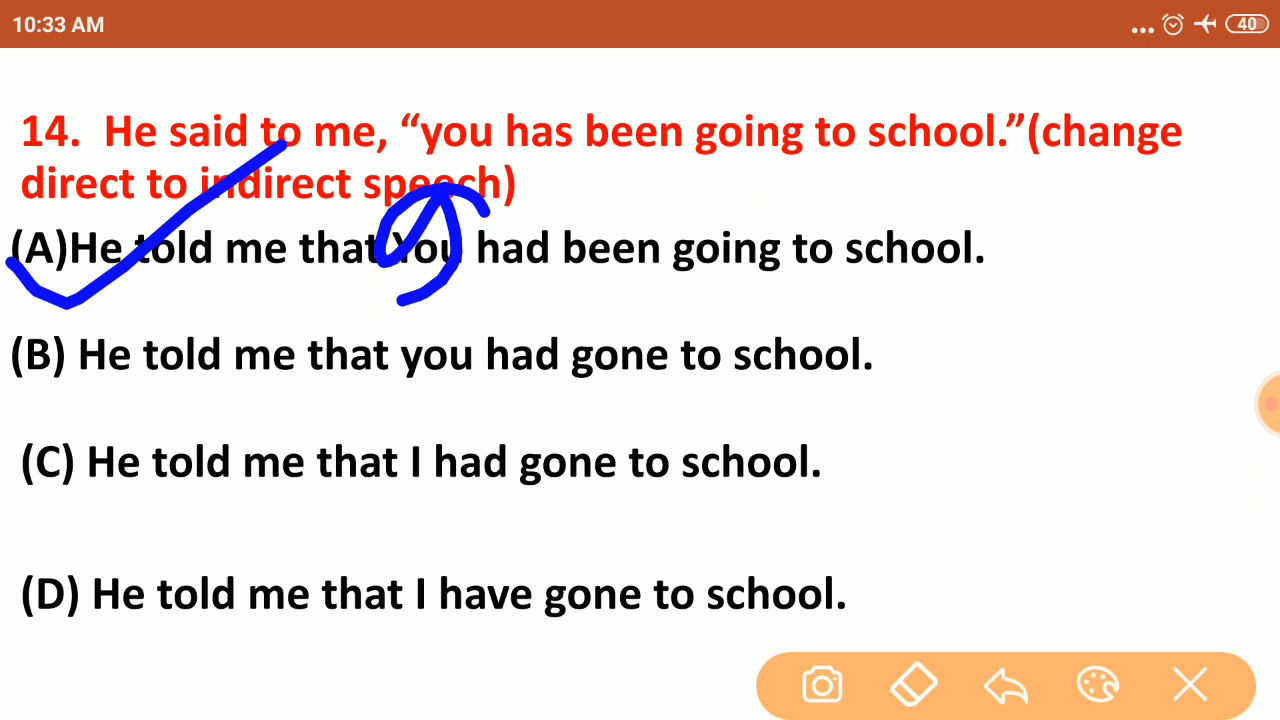 10:33 AM
40
14. He said to me, “you has been going to school.”(change
direct to indirect speech)
(A)He told me that You had been going to school.
(B) He told me that you had gone to school.
(C) He told me that I had gone to school.
(D) He told me that I have gone to school.